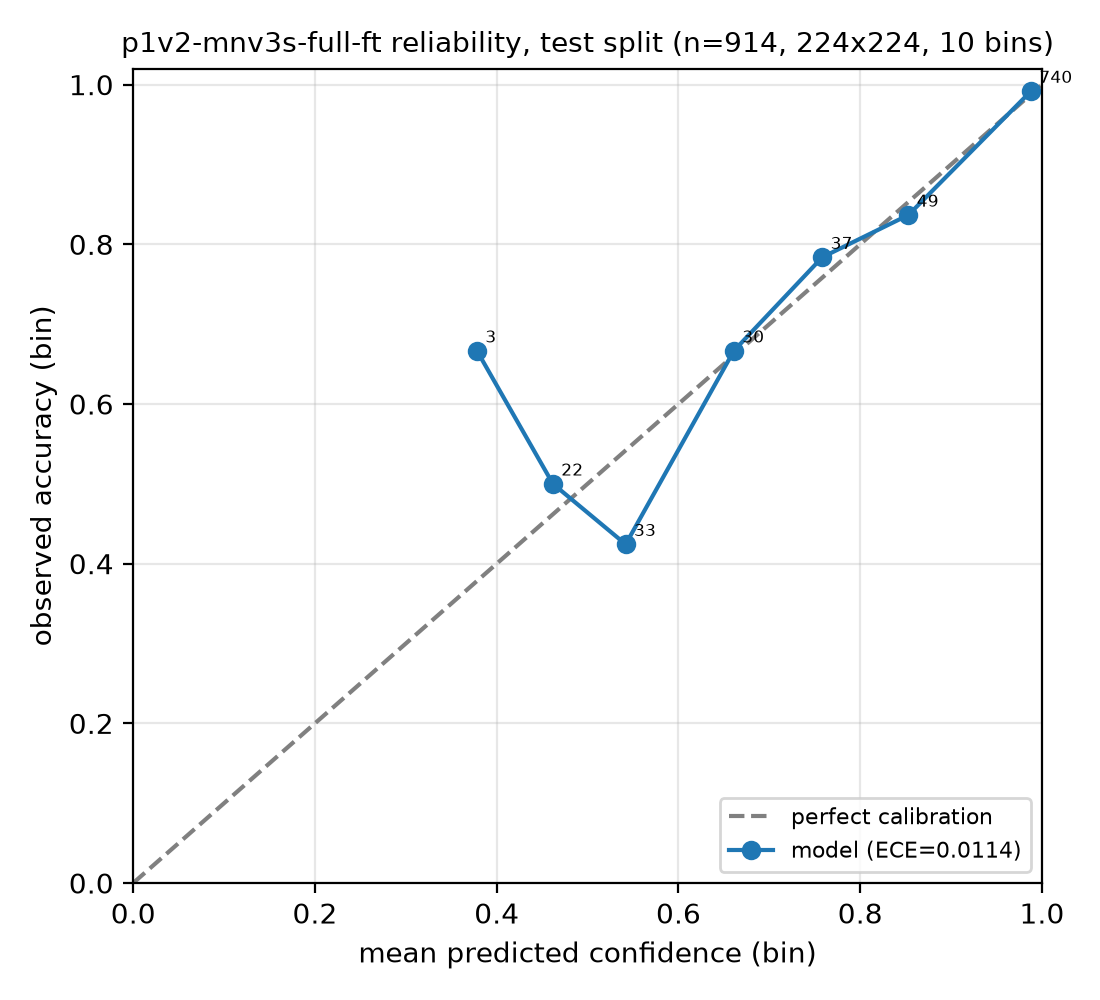 p1v2-mnv3s-full-ft reliability, test split (n=914, 224x224, 10 bins)
1.0
740
49
0.8
37
observed accuracy (bin)
3
30
0.6
22
33
0.4
0.2
perfect calibration
model (ECE=0.0114)
0.0
0.0 0.2 0.4 0.6 0.8 1.0
mean predicted confidence (bin)